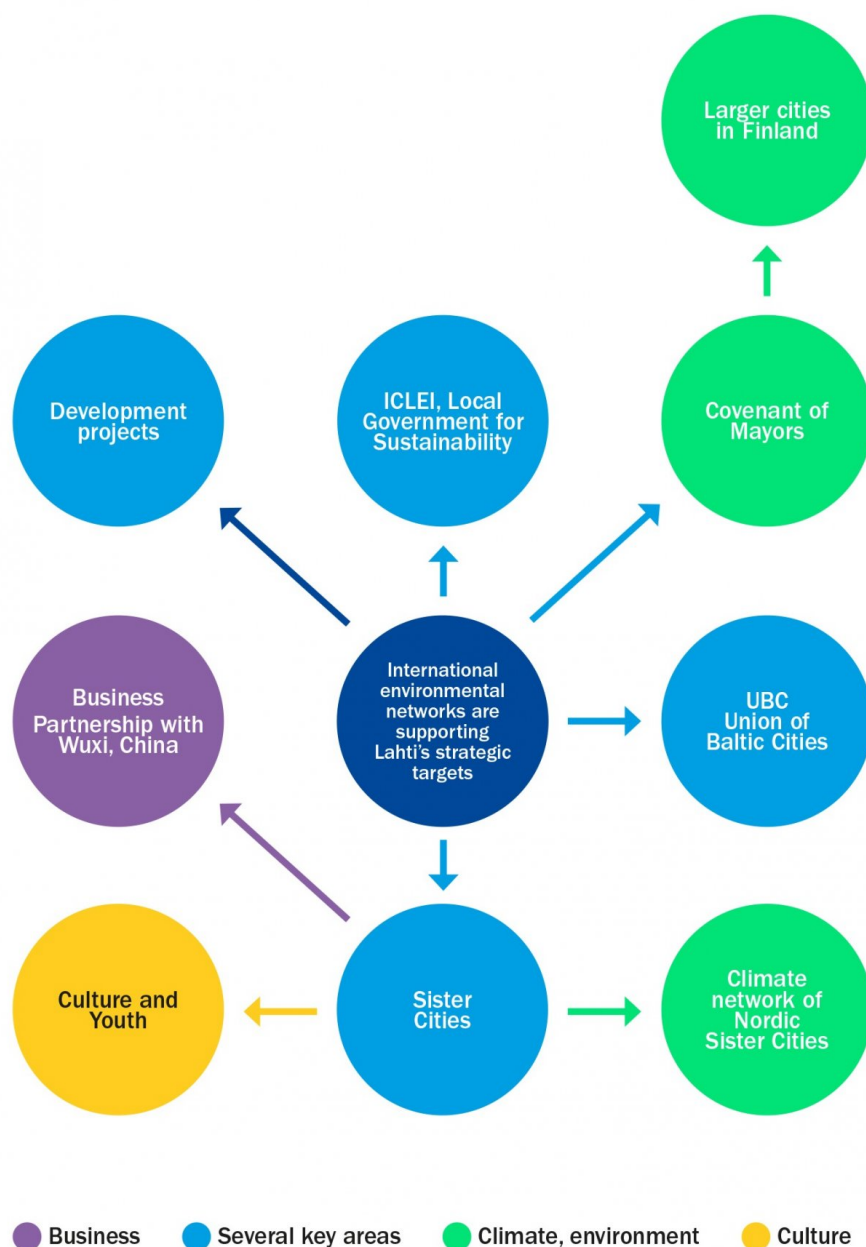 Larger cities
in Finland
Development
projects
ICLEI, Local
Government for
Sustainability
Covenant of
Mayors
Business
Partnership with
Wuxi, China
International
environmental
networks are
supporting
Lahti's strategic
targets
UBC
Union of
Baltic Cities
Culture and
Youth
Sister
Cities
Climate
network of
Nordic
Sister Cities
Business
Several key areas
Climate, environment
Culture